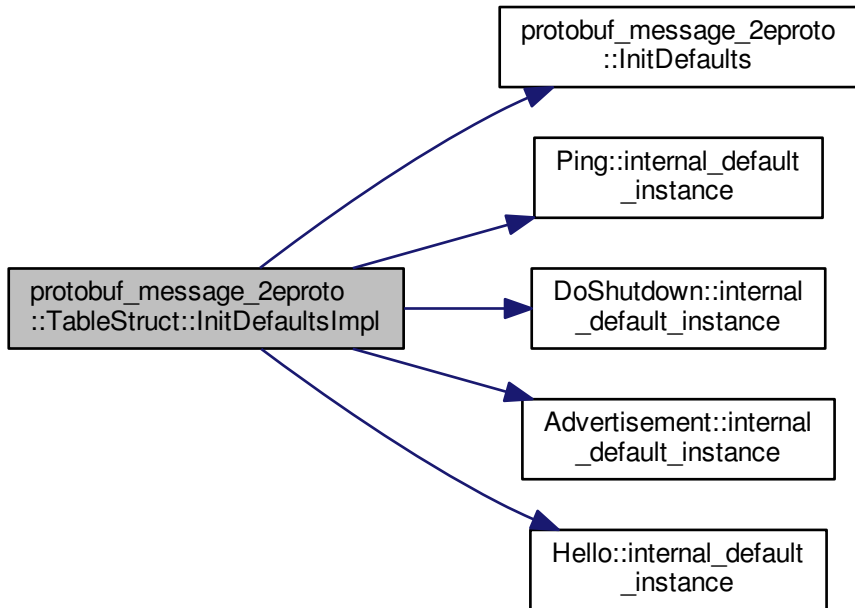 protobuf_message_2eproto
::InitDefaults
Ping::internal_default
_instance
protobuf_message_2eproto
::TableStruct::InitDefaultsImpl
DoShutdown::internal
_default_instance
Advertisement::internal
_default_instance
Hello::internal_default
_instance